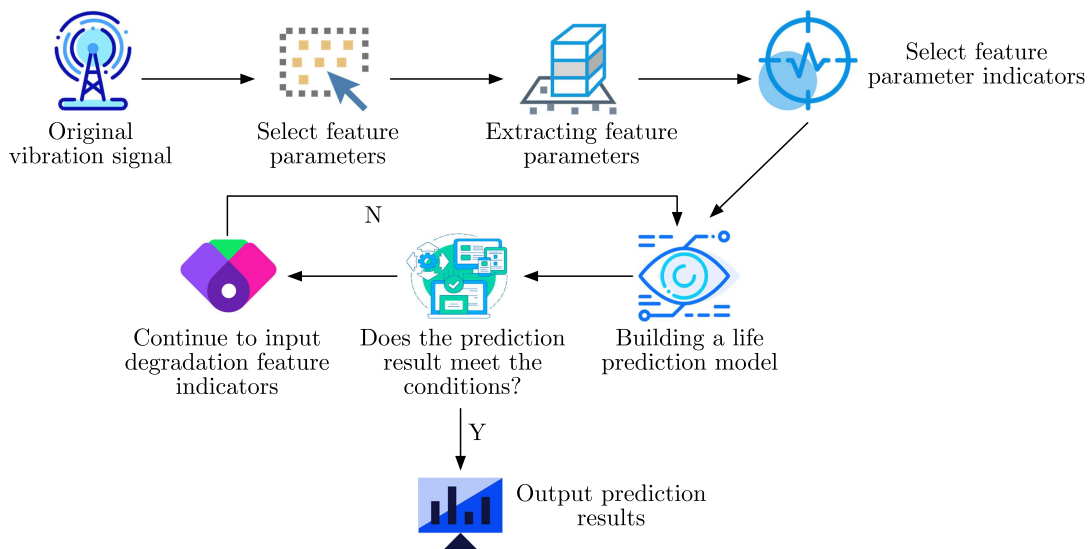 Original
vibration signal
Select feature
parameters
Extracting feature
parameters
Select feature
parameter indicators
N
Continue to input
degradation feature
indicators
Does the prediction
result meet the
conditions?
Building a life
prediction model
Y
Output prediction
results